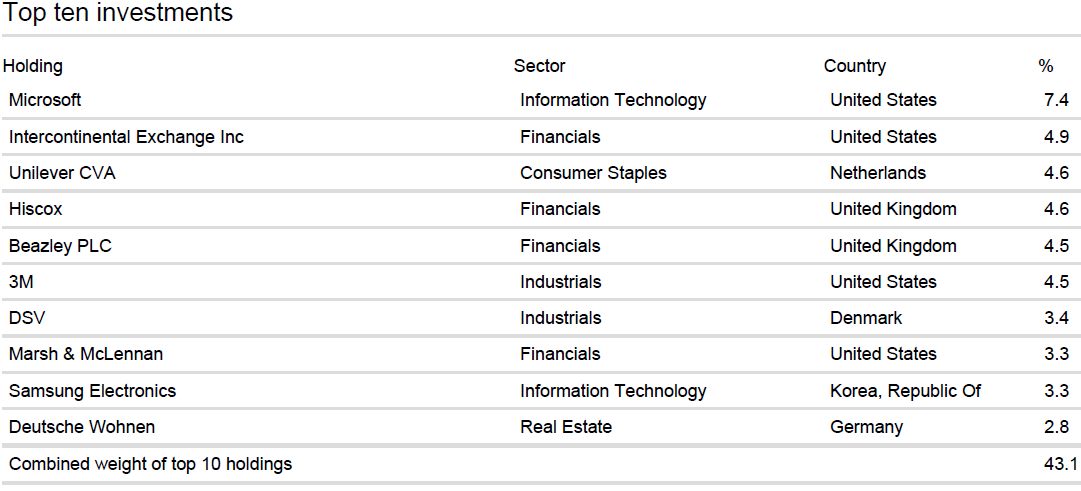 Top ten investments
Holding Sector Country %
Microsoft Information Technology United States 7.4
Intercontinental Exchange Inc Financials United States 4.9
Unilever CVA Consumer Staples Netherlands 4.6
Hiscox Financials United Kingdom 4.6
Beazley PLC Financials United Kingdom 4.5
3M Industrials United States 4.5
DSV Industrials Denmark 3.4
Marsh & McLennan Financials United States 3.3
Samsung Electronics Information Technology Korea, Republic Of 3.3
Deutsche Wohnen Real Estate Germany 2.8
Combined weight of top 10 holdings 43.1